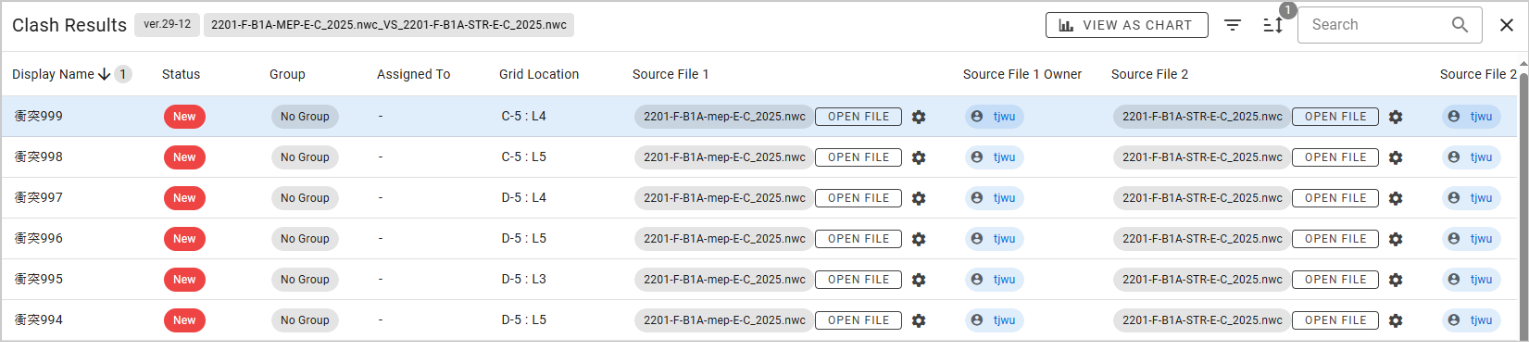 Clash Results ver.29-12 2201-F-B1A-MEP-E-C_2025.nwc_VS_2201-F-B1A-STR-E-C_2025.nwc VIEW AS CHART 1 Search
Display Name 1 Status Group Assigned To Grid Location Source File 1 Source File 1 Owner Source File 2 Source File 2
衝突999 New No Group - C-5 : L4 2201-F-B1A-mep-E-C_2025.nwc OPEN FILE tjwu 2201-F-B1A-STR-E-C_2025.nwc OPEN FILE tjwu
衝突998 New No Group - C-5 : L5 2201-F-B1A-mep-E-C_2025.nwc OPEN FILE tjwu 2201-F-B1A-STR-E-C_2025.nwc OPEN FILE tjwu
衝突997 New No Group - D-5 : L4 2201-F-B1A-mep-E-C_2025.nwc OPEN FILE tjwu 2201-F-B1A-STR-E-C_2025.nwc OPEN FILE tjwu
衝突996 New No Group - D-5 : L5 2201-F-B1A-mep-E-C_2025.nwc OPEN FILE tjwu 2201-F-B1A-STR-E-C_2025.nwc OPEN FILE tjwu
衝突995 New No Group - D-5 : L3 2201-F-B1A-mep-E-C_2025.nwc OPEN FILE tjwu 2201-F-B1A-STR-E-C_2025.nwc OPEN FILE tjwu
衝突994 New No Group - D-5 : L5 2201-F-B1A-mep-E-C_2025.nwc OPEN FILE tjwu 2201-F-B1A-STR-E-C_2025.nwc OPEN FILE tjwu